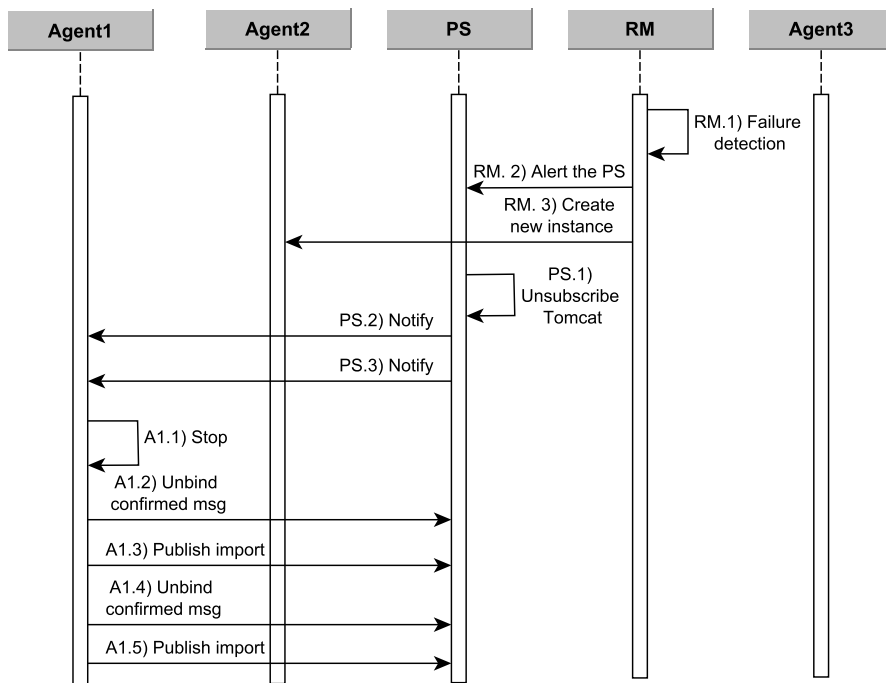 Agent1
Agent2
PS
RM
Agent3
RM.1) Failure
detection
RM. 2) Alert the PS
RM. 3) Create
new instance
PS.1)
Unsubscribe
Tomcat
PS.2) Notify
PS.3) Notify
A1.1) Stop
A1.2) Unbind
confirmed msg
A1.3) Publish import
A1.4) Unbind
confirmed msg
A1.5) Publish import